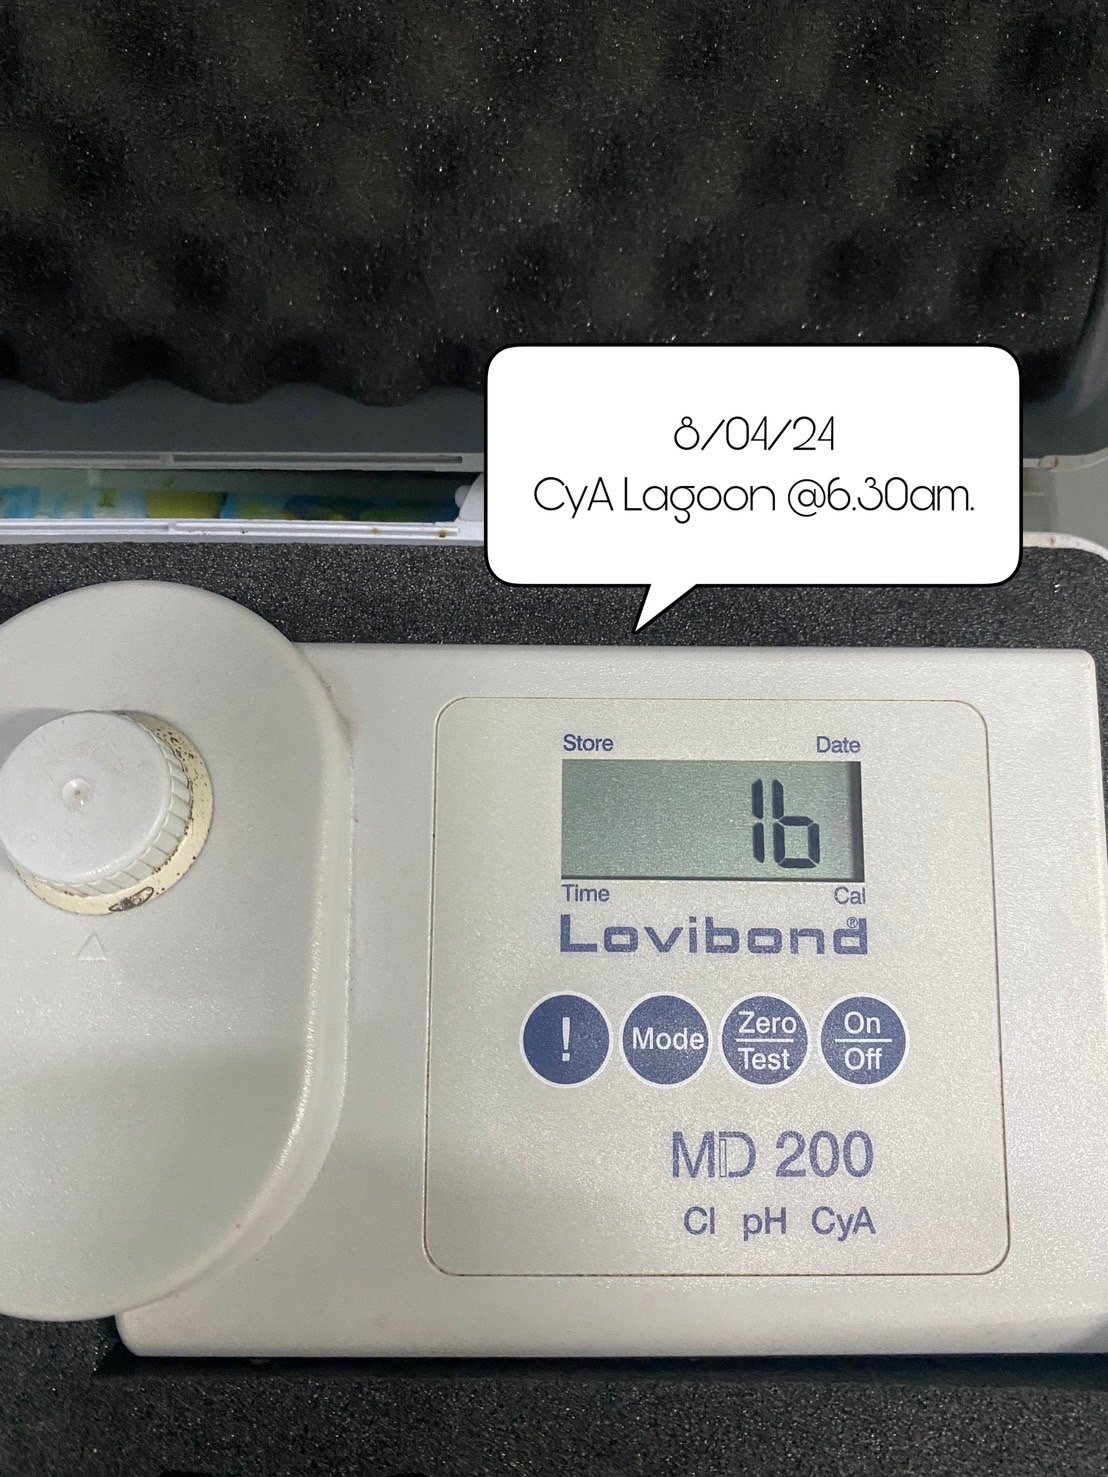 8/04/24
CyA Lagoon @6.30am.
Store Date
16
Time Cal
Lovibond®
! Mode Zero Test On Off
MD 200
Cl pH CyA